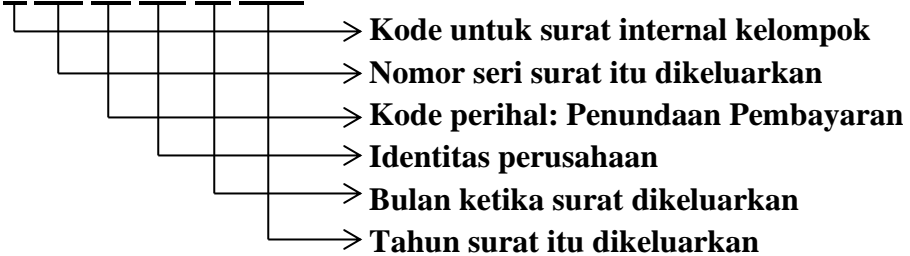 Kode untuk surat internal kelompok
Nomor seri surat itu dikeluarkan
Kode perihal: Penundaan Pembayaran
Identitas perusahaan
Bulan ketika surat dikeluarkan
Tahun surat itu dikeluarkan